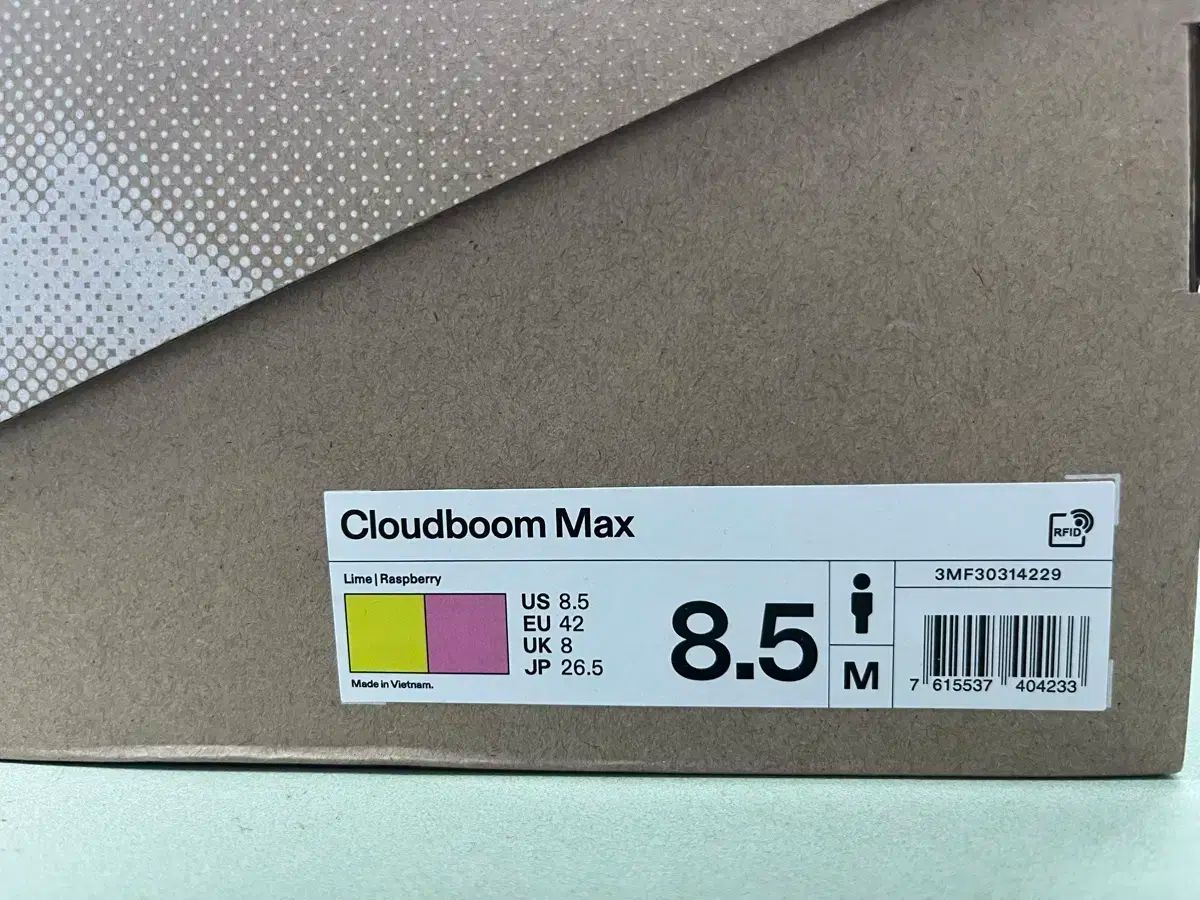 Cloudboom Max
RFID
Lime | Raspberry
US 8.5
EU 42
UK 8
JP 26.5
Made in Vietnam.
8.5
M
3MF30314229
7 615537 404233